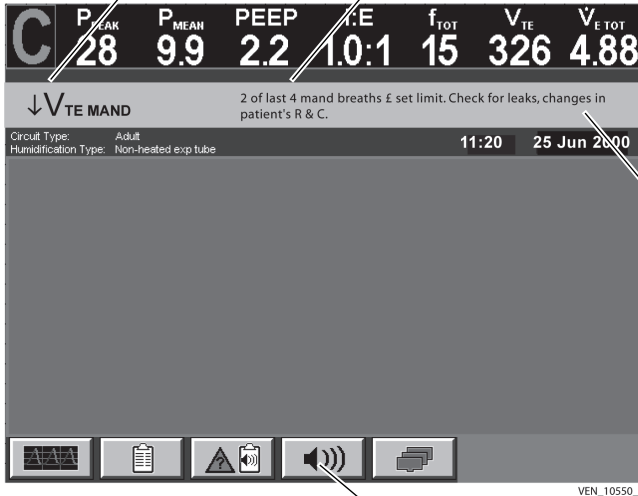 C PPEAK PMEAN PEEP I:E fTOT VTE V̇E TOT
28 9.9 2.2 1.0:1 15 326 4.88
↓VTE MAND
2 of last 4 mand breaths £ set limit. Check for leaks, changes in
patient's R & C.
Circuit Type: Adult
Humidification Type: Non-heated exp tube
11:20 25 Jun 2000
?
VEN_10550_